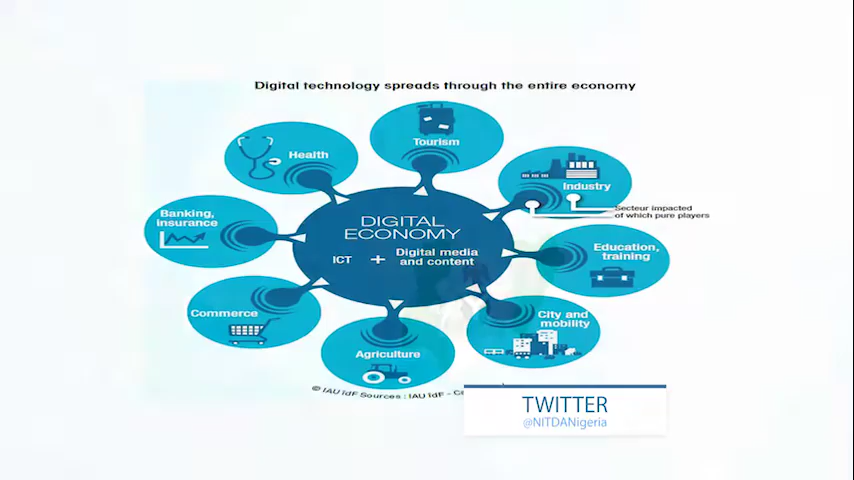 Digital technology spreads through the entire economy
Tourism
Health
Industry
Secteur impacted
of which pure players
Banking,
insurance
DIGITAL
ECONOMY
ICT + Digital media
and content
Education,
training
Commerce
City and
mobility
Agriculture
© IAU îdF Sources : IAU îdF -
TWITTER
@NITDANigeria